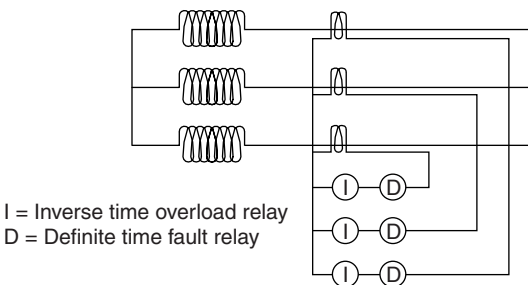 I D
I = Inverse time overload relay
D = Definite time fault relay
I D
I D